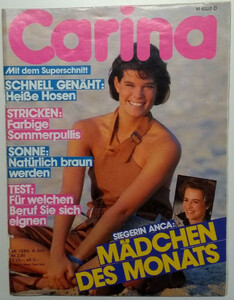 Carina
Mit dem Superschnitt
SCHNELL GENÄHT:
Heiße Hosen
STRICKEN:
Farbige
Sommerpullis
SONNE:
Natürlich braun
werden
TEST:
Für welchen
Beruf Sie sich
eignen
SIEGERIN ANCA:
MÄDCHEN
DES MONATS